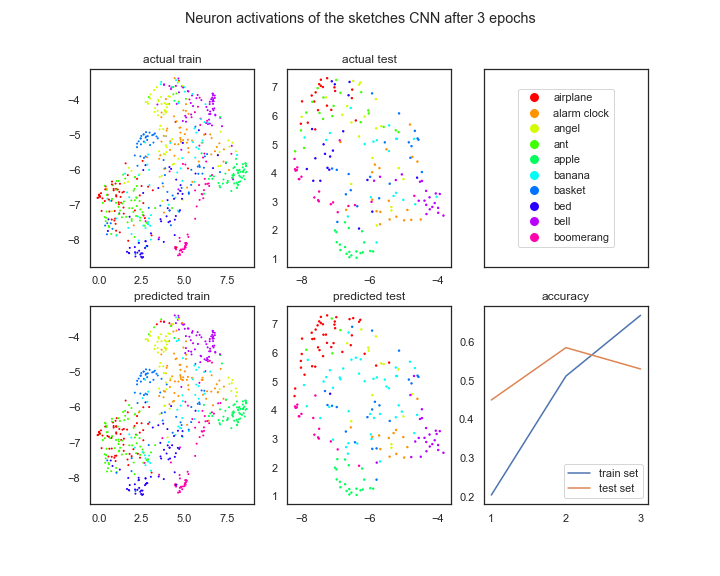 Neuron activations of the sketches CNN after 3 epochs
actual train
−4
−5
−6
−7
−8
0.0 2.5 5.0 7.5
actual test
7
6
5
4
3
2
1
−8 −6 −4
airplane
alarm clock
angel
ant
apple
banana
basket
bed
bell
boomerang
predicted train
−4
−5
−6
−7
−8
0.0 2.5 5.0 7.5
predicted test
7
6
5
4
3
2
1
−8 −6 −4
accuracy
0.6
0.5
0.4
0.3
0.2
train set
test set
1 2 3